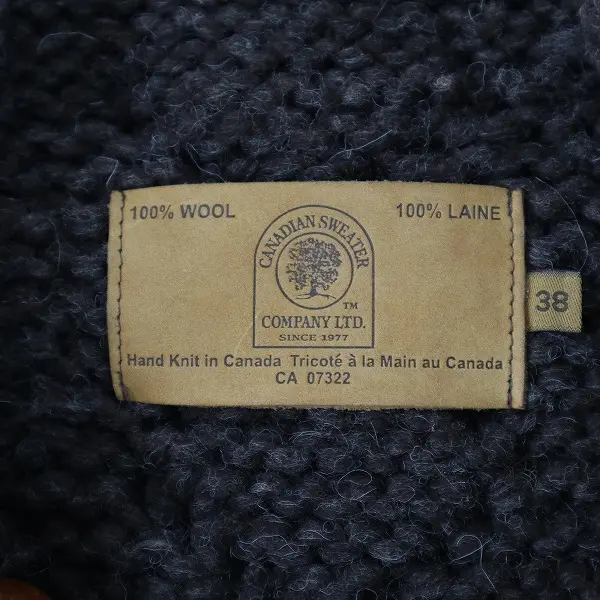 100% WOOL
100% LAINE
CANADIAN SWEATER
TM
COMPANY LTD.
SINCE 1977
38
Hand Knit in Canada Tricoté à la Main au Canada
CA 07322